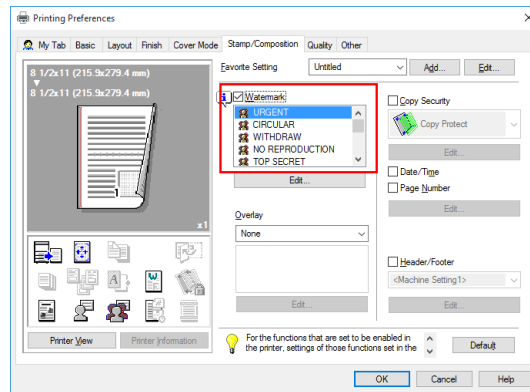 Printing Preferences
My Tab Basic Layout Finish Cover Mode Stamp/Composition Quality Other
8 1/2x11 (215.9x279.4 mm)
8 1/2x11 (215.9x279.4 mm)
1
x1
Printer View Printer Information
Favorite Setting Untitled Add... Edit...
Watermark
URGENT
CIRCULAR
WITHDRAW
NO REPRODUCTION
TOP SECRET
Edit...
Overlay
None
Edit...
Copy Security
Copy Protect
Edit...
Date/Time
Page Number
Edit...
Header/Footer
<Machine Setting1>
Edit...
For the functions that are set to be enabled in
the printer, settings of those functions set in the
Default
OK Cancel Help